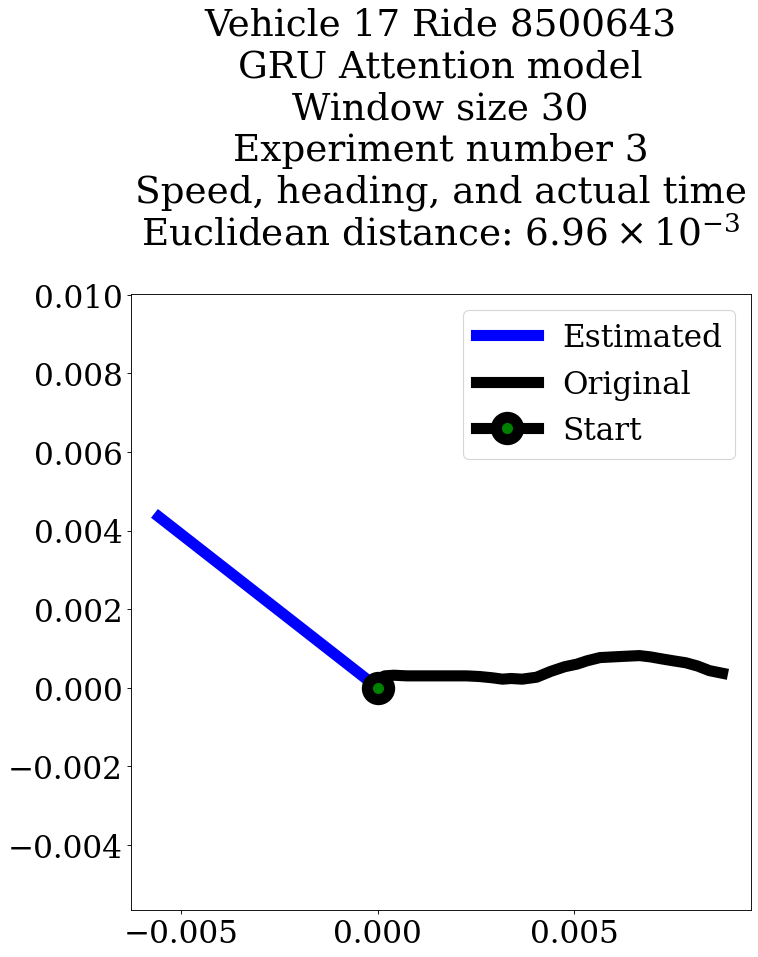 Vehicle 17 Ride 8500643
GRU Attention model
Window size 30
Experiment number 3
Speed, heading, and actual time
Euclidean distance: 6.96 × 10⁻³
Estimated
Original
Start
0.010
0.008
0.006
0.004
0.002
0.000
−0.002
−0.004
−0.005 0.000 0.005